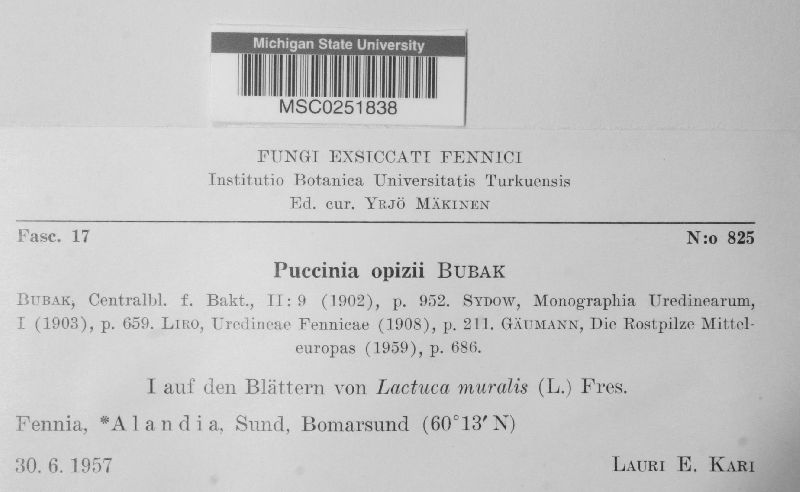 Michigan State University
MSC0251838
FUNGI EXSICCATI FENNICI
Institutio Botanica Universitatis Turkuensis
Ed. cur. YRJÖ MÄKINEN
Fasc. 17 N:o 825
Puccinia opizii BUBAK
BUBAK, Centralbl. f. Bakt., II: 9 (1902), p. 952. SYDOW, Monographia Uredinearum,
I (1903), p. 659. LIRO, Uredineae Fennicae (1908), p. 211. GÄUMANN, Die Rostpilze Mittel-
europas (1959), p. 686.
I auf den Blättern von Lactuca muralis (L.) Fres.
Fennia, *Alandia, Sund, Bomarsund (60°13′ N)
30. 6. 1957 LAURI E. KARI